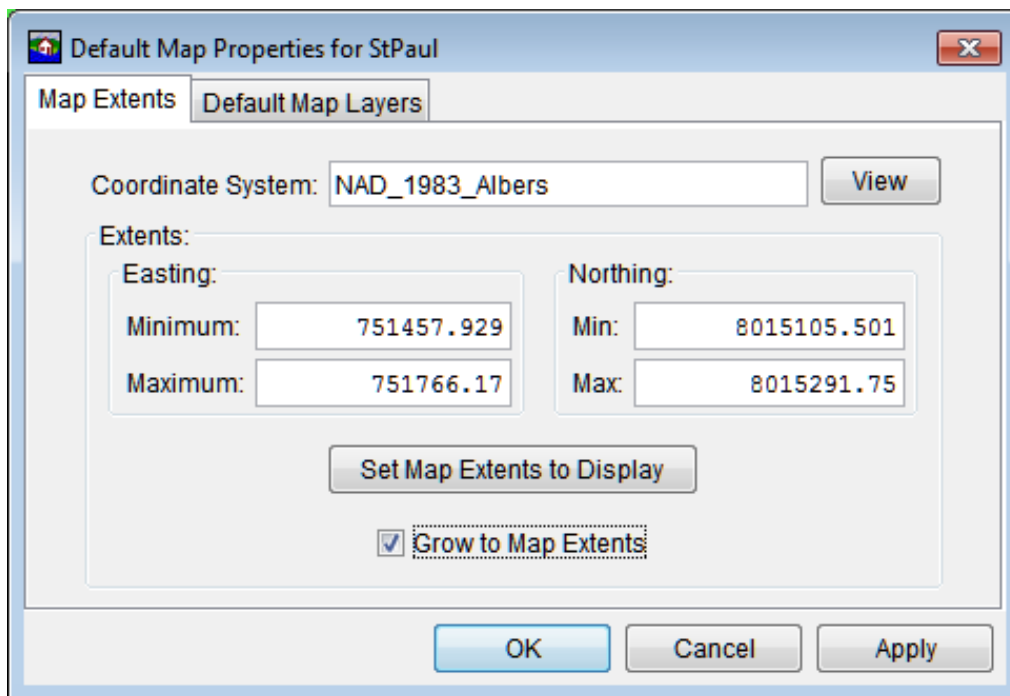 Default Map Properties for StPaul
Map Extents Default Map Layers
Coordinate System: NAD_1983_Albers View
Extents:
Easting: Northing:
Minimum: 751457.929 Min: 8015105.501
Maximum: 751766.17 Max: 8015291.75
Set Map Extents to Display
Grow to Map Extents
OK Cancel Apply